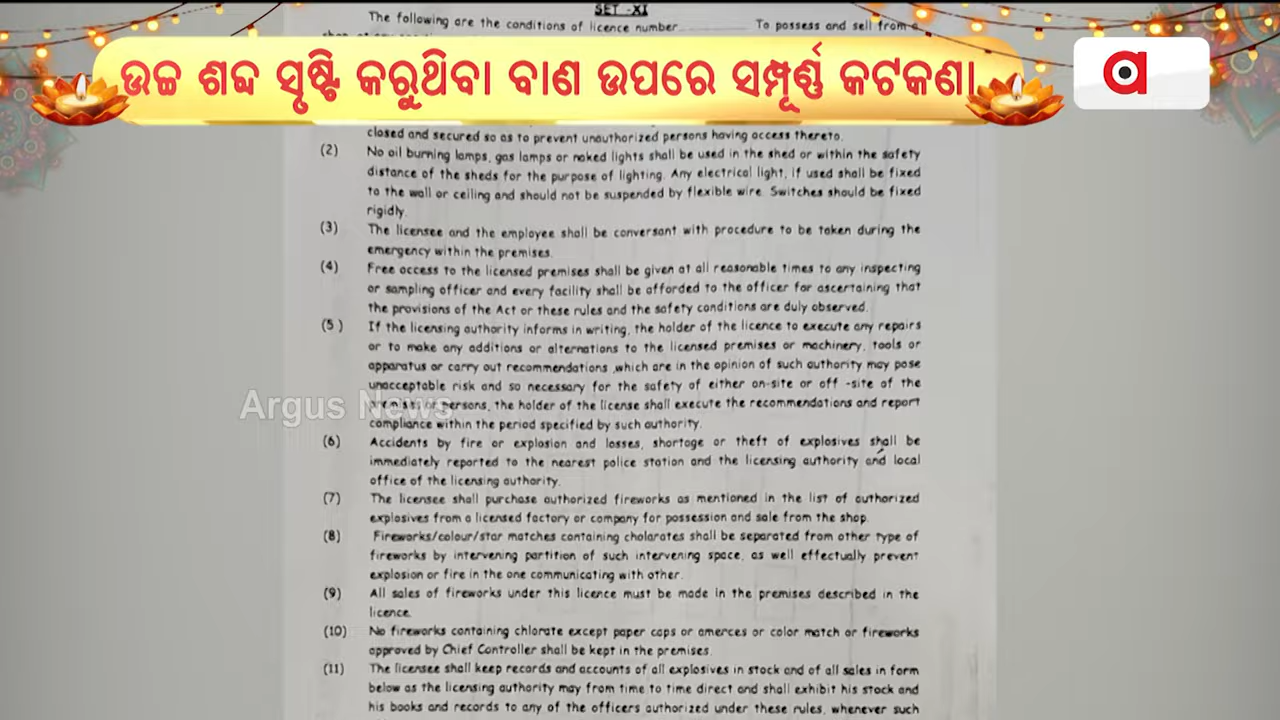 SET -XI
The following are the conditions of licence number To possess and sell from a
ଉଚ୍ଚ ଶବ୍ଦ ସୃଷ୍ଟି କରୁଥିବା ବାଣ ଉପରେ ସମ୍ପୂର୍ଣ୍ଣ କଟକଣା
a
closed and secured so as to prevent unauthorized persons having access thereto.
(2) No oil burning lamps, gas lamps or naked lights shall be used in the shed or within the safety
distance of the sheds for the purpose of lighting. Any electrical light, if used shall be fixed
to the wall or ceiling and should not be suspended by flexible wire. Switches should be fixed
rigidly.
(3) The licensee and the employee shall be conversant with procedure to be taken during the
emergency within the premises.
(4) Free access to the licensed premises shall be given at all reasonable times to any inspecting
or sampling officer and every facility shall be afforded to the officer for ascertaining that
the provisions of the Act or these rules and the safety conditions are duly observed.
(5 ) If the licensing authority informs in writing, the holder of the licence to execute any repairs
or to make any additions or alternations to the licensed premises or machinery, tools or
apparatus or carry out recommendations ,which are in the opinion of such authority may pose
unacceptable risk and so necessary for the safety of either on-site or off -site of the
premises or persons, the holder of the license shall execute the recommendations and report
Argus News
compliance within the period specified by such authority.
(6) Accidents by fire or explosion and losses, shortage or theft of explosives shall be
immediately reported to the nearest police station and the licensing authority and local
office of the licensing authority.
(7) The licensee shall purchase authorized fireworks as mentioned in the list of authorized
explosives from a licensed factory or company for possession and sale from the shop.
(8) Fireworks/colour/star matches containing cholarates shall be separated from other type of
fireworks by intervening partition of such intervening space, as well effectually prevent
explosion or fire in the one communicating with other.
(9) All sales of fireworks under this licence must be made in the premises described in the
licence.
(10) No fireworks containing chlorate except paper caps or amerces or color match or fireworks
approved by Chief Controller shall be kept in the premises.
(11) The licensee shall keep records and accounts of all explosives in stock and of all sales in form
below as the licensing authority may from time to time direct and shall exhibit his stock and
his books and records to any of the officers authorized under these rules, whenever such